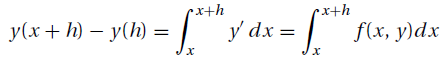 y(x + h) − y(h) = ∫_x^{x+h} y′ dx = ∫_x^{x+h} f(x, y)dx